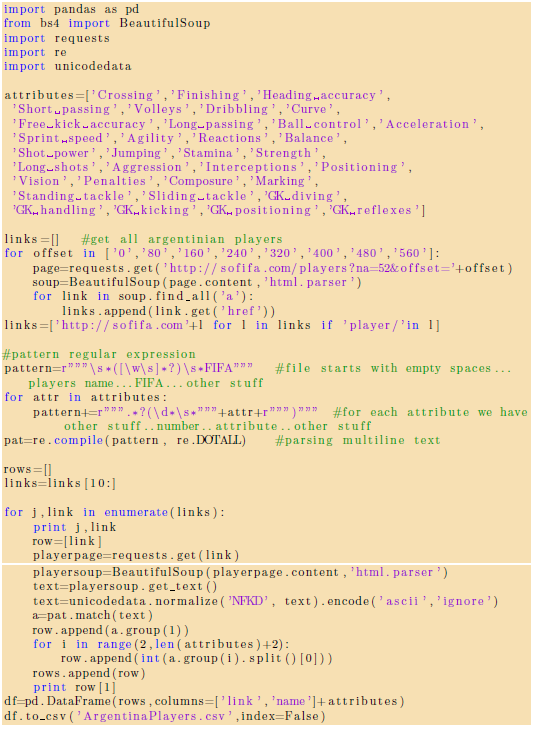 import pandas as pd
from bs4 import BeautifulSoup
import requests
import re
import unicodedata

attributes=['Crossing','Finishing','Heading␣accuracy',
 'Short␣passing','Volleys','Dribbling','Curve',
 'Free␣kick␣accuracy','Long␣passing','Ball␣control','Acceleration',
 'Sprint␣speed','Agility','Reactions','Balance',
 'Shot␣power','Jumping','Stamina','Strength',
 'Long␣shots','Aggression','Interceptions','Positioning',
 'Vision','Penalties','Composure','Marking',
 'Standing␣tackle','Sliding␣tackle','GK␣diving',
 'GK␣handling','GK␣kicking','GK␣positioning','GK␣reflexes']

links=[]   #get all argentinian players
for offset in ['0','80','160','240','320','400','480','560']:
    page=requests.get('http://sofifa.com/players?na=52&offset='+offset)
    soup=BeautifulSoup(page.content,'html.parser')
    for link in soup.find_all('a'):
        links.append(link.get('href'))
links=['http://sofifa.com'+l for l in links if 'player/'in l]

#pattern regular expression
pattern=r"""\s*([\w\s]*?)\s*FIFA"""   #file starts with empty spaces...
    players name...FIFA...other stuff
for attr in attributes:
    pattern+=r""".*?(\d*\s*"""+attr+r""")"""  #for each attribute we have
        other stuff..number..attribute..other stuff
pat=re.compile(pattern, re.DOTALL)    #parsing multiline text

rows=[]
links=links[10:]

for j,link in enumerate(links):
    print j,link
    row=[link]
    playerpage=requests.get(link)
    playersoup=BeautifulSoup(playerpage.content,'html.parser')
    text=playersoup.get_text()
    text=unicodedata.normalize('NFKD', text).encode('ascii','ignore')
    a=pat.match(text)
    row.append(a.group(1))
    for i in range(2,len(attributes)+2):
        row.append(int(a.group(i).split()[0]))
    rows.append(row)
    print row[1]
df=pd.DataFrame(rows,columns=['link','name']+attributes)
df.to_csv('ArgentinaPlayers.csv',index=False)